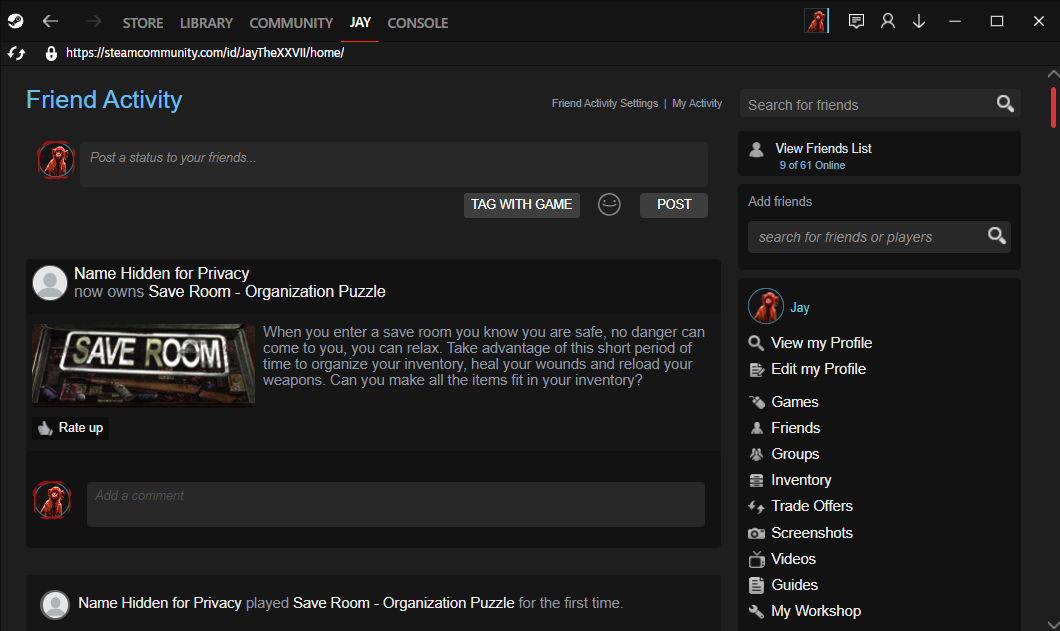 STORE LIBRARY COMMUNITY JAY CONSOLE
https://steamcommunity.com/id/JayTheXXVII/home/
Friend Activity
Friend Activity Settings | My Activity
Post a status to your friends...
TAG WITH GAME
POST
Name Hidden for Privacy
now owns Save Room - Organization Puzzle
SAVE ROOM
When you enter a save room you know you are safe, no danger can
come to you, you can relax. Take advantage of this short period of
time to organize your inventory, heal your wounds and reload your
weapons. Can you make all the items fit in your inventory?
Rate up
Add a comment
Name Hidden for Privacy played Save Room - Organization Puzzle for the first time.
Search for friends
View Friends List
9 of 61 Online
Add friends
search for friends or players
Jay
View my Profile
Edit my Profile
Games
Friends
Groups
Inventory
Trade Offers
Screenshots
Videos
Guides
My Workshop